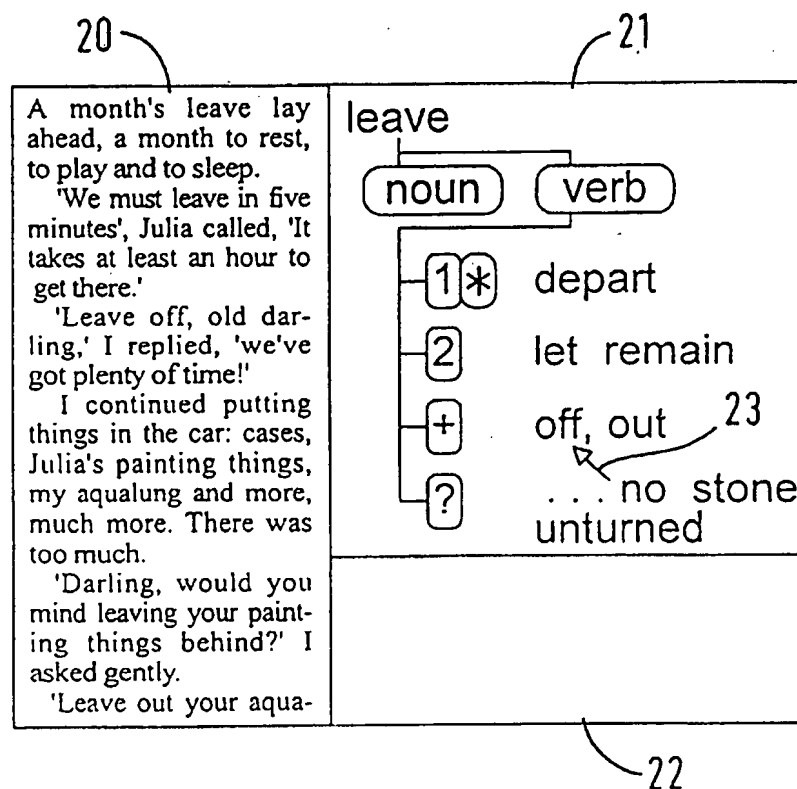 20
21
A month's leave lay
ahead, a month to rest,
to play and to sleep.
'We must leave in five
minutes', Julia called, 'It
takes at least an hour to
get there.'
'Leave off, old dar-
ling,' I replied, 'we've
got plenty of time!'
I continued putting
things in the car: cases,
Julia's painting things,
my aqualung and more,
much more. There was
too much.
'Darling, would you
mind leaving your paint-
ing things behind?' I
asked gently.
'Leave out your aqua-
leave
noun verb
1 * depart
2 let remain
+ off, out
23
? ... no stone
unturned
22